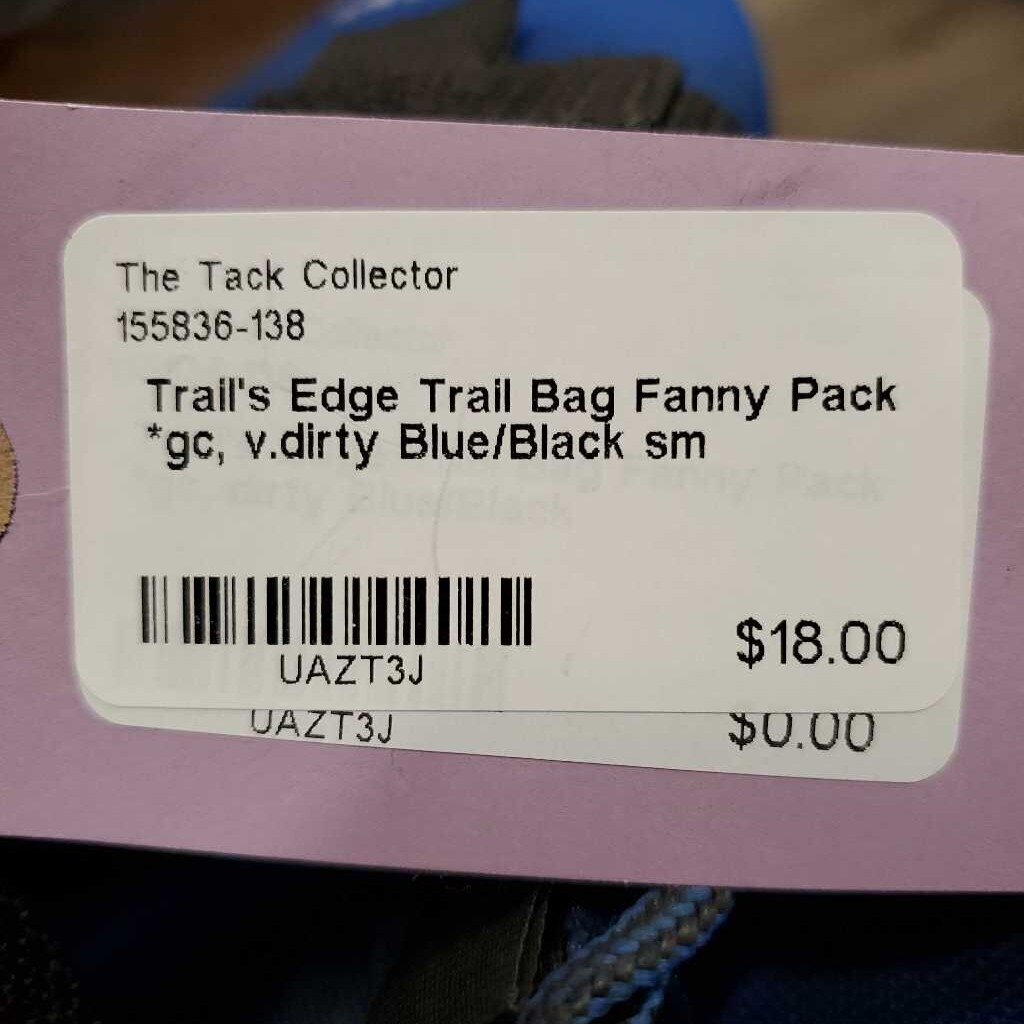 The Tack Collector
155836-138
Trail's Edge Trail Bag Fanny Pack
*gc, v.dirty Blue/Black sm
$18.00
UAZT3J
UAZT3J
$0.00